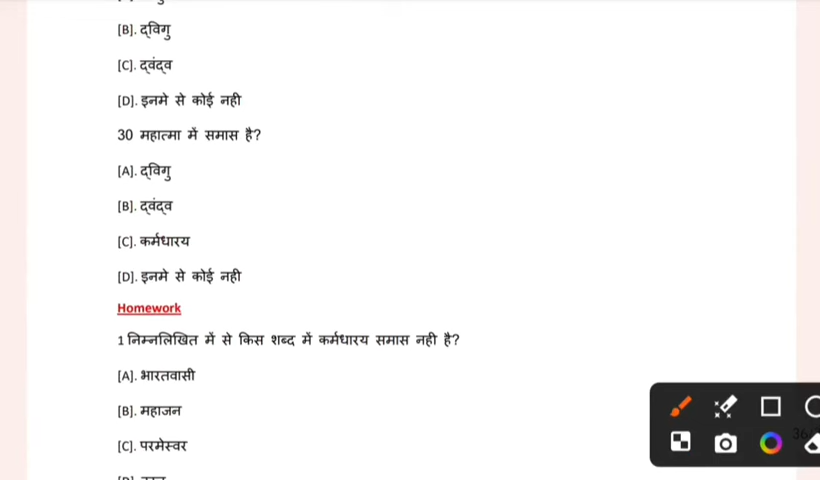 [B]. द्विगु
[C]. द्वंद्व
[D]. इनमे से कोई नही
30 महात्मा में समास है?
[A]. द्विगु
[B]. द्वंद्व
[C]. कर्मधारय
[D]. इनमे से कोई नही
Homework
1 निम्नलिखित में से किस शब्द में कर्मधारय समास नही है?
[A]. भारतवासी
[B]. महाजन
[C]. परमेस्वर